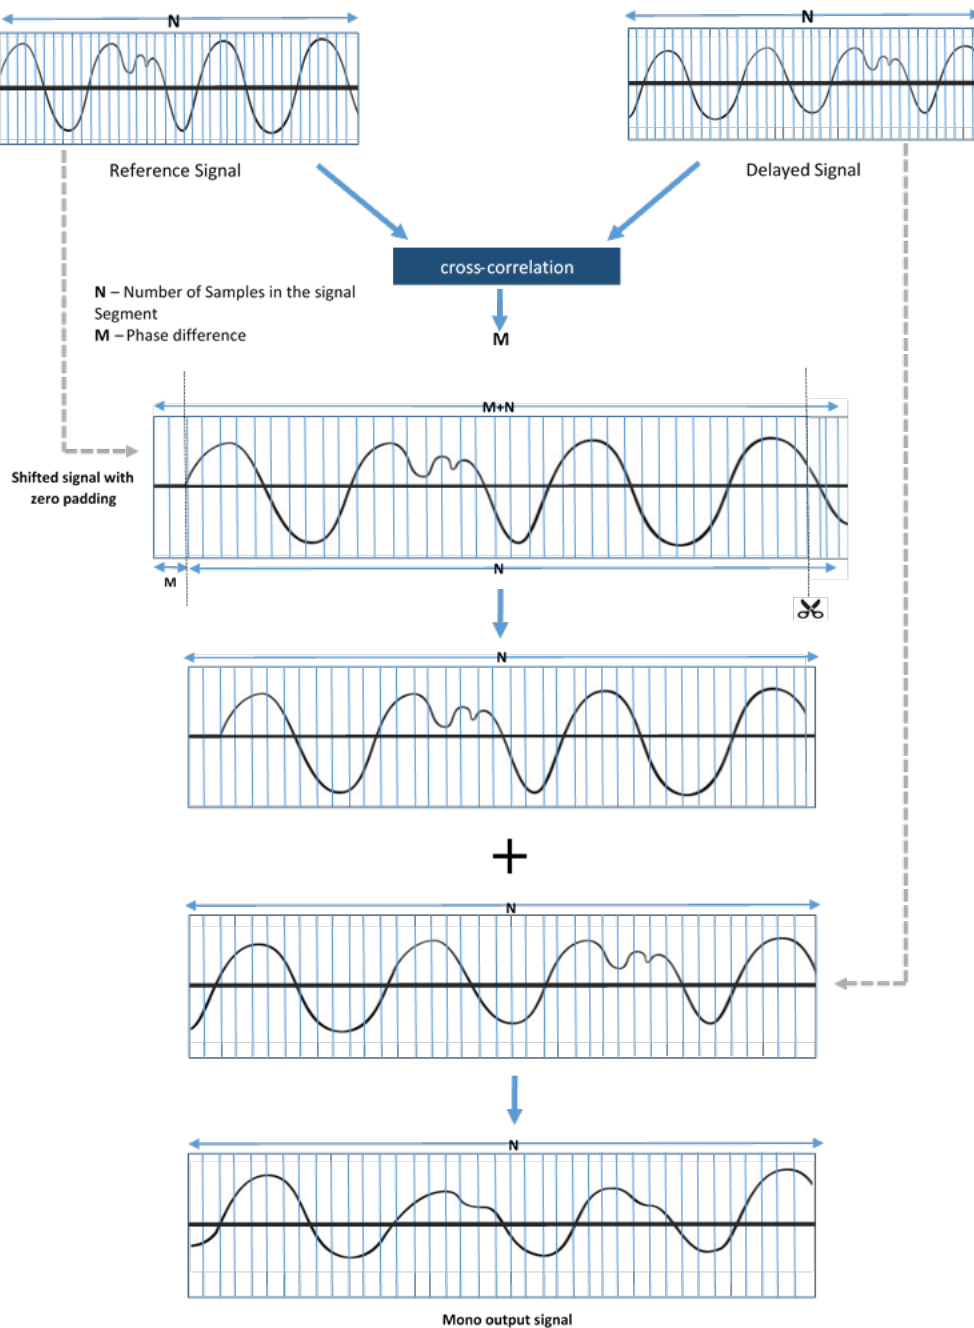 N
N
Reference Signal
Delayed Signal
cross-correlation
N – Number of Samples in the signal
Segment
M – Phase difference
M
M+N
Shifted signal with
zero padding
N
M
N
N
N
Mono output signal